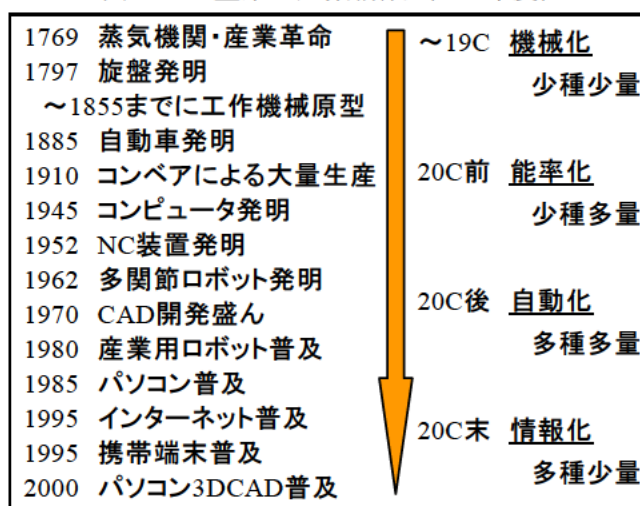 1769 蒸気機関・産業革命
1797 旋盤発明
～1855までに工作機械原型
1885 自動車発明
1910 コンベアによる大量生産
1945 コンピュータ発明
1952 NC装置発明
1962 多関節ロボット発明
1970 CAD開発盛ん
1980 産業用ロボット普及
1985 パソコン普及
1995 インターネット普及
1995 携帯端末普及
2000 パソコン3DCAD普及
～19C 機械化
少種少量
20C前 能率化
少種多量
20C後 自動化
多種多量
20C末 情報化
多種少量